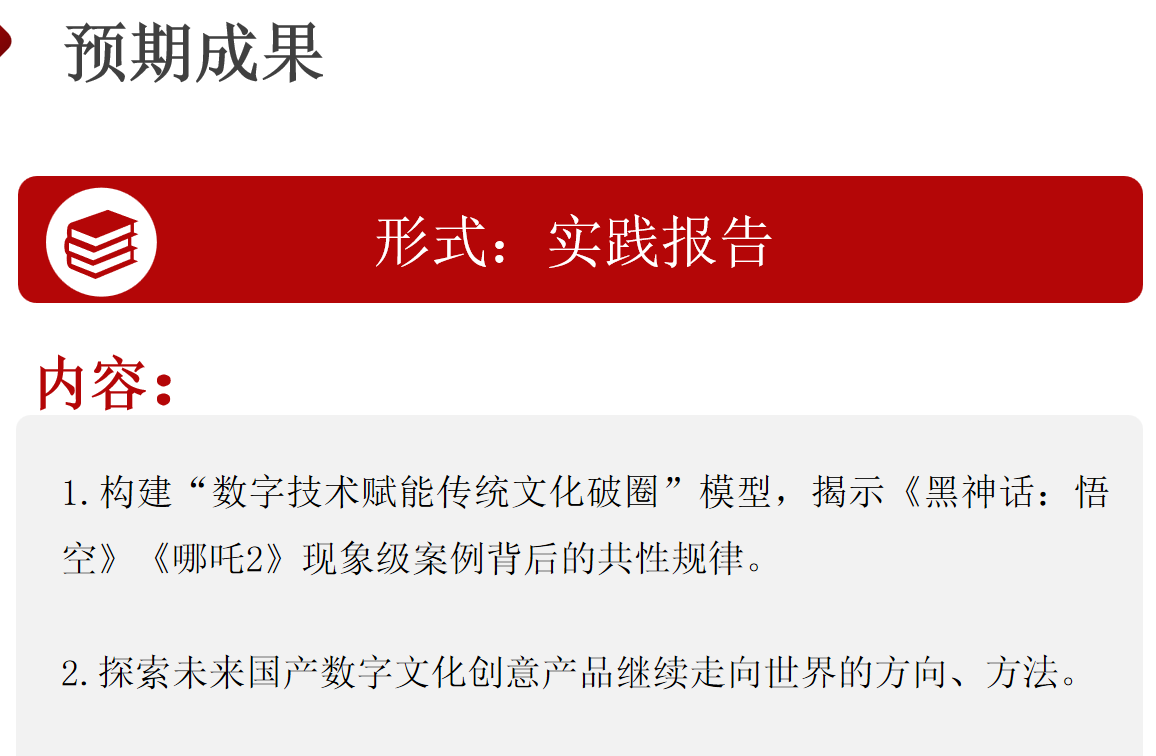 预期成果
形式：实践报告
内容：
1.构建“数字技术赋能传统文化破圈”模型，揭示《黑神话：悟
空》《哪吒2》现象级案例背后的共性规律。
2.探索未来国产数字文化创意产品继续走向世界的方向、方法。